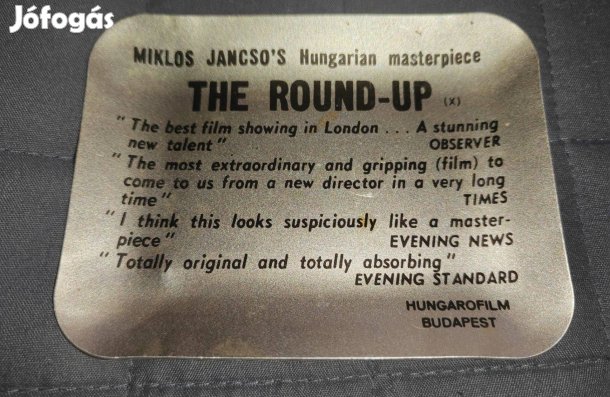 Jófogás
MIKLOS JANCSO'S Hungarian masterpiece
THE ROUND-UP (X)
"The best film showing in London ... A stunning
new talent" OBSERVER
"The most extraordinary and gripping (film) to
come to us from a new director in a very long
time" TIMES
"I think this looks suspiciously like a master-
piece" EVENING NEWS
"Totally original and totally absorbing"
EVENING STANDARD
HUNGAROFILM
BUDAPEST